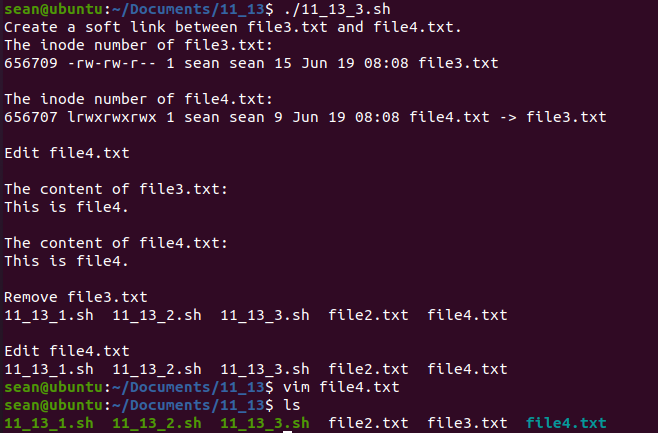 sean@ubuntu:~/Documents/11_13$ ./11_13_3.sh
Create a soft link between file3.txt and file4.txt.
The inode number of file3.txt:
656709 -rw-rw-r-- 1 sean sean 15 Jun 19 08:08 file3.txt

The inode number of file4.txt:
656707 lrwxrwxrwx 1 sean sean 9 Jun 19 08:08 file4.txt -> file3.txt

Edit file4.txt

The content of file3.txt:
This is file4.

The content of file4.txt:
This is file4.

Remove file3.txt
11_13_1.sh  11_13_2.sh  11_13_3.sh  file2.txt  file4.txt

Edit file4.txt
11_13_1.sh  11_13_2.sh  11_13_3.sh  file2.txt  file4.txt
sean@ubuntu:~/Documents/11_13$ vim file4.txt
sean@ubuntu:~/Documents/11_13$ ls
11_13_1.sh  11_13_2.sh  11_13_3.sh  file2.txt  file3.txt  file4.txt